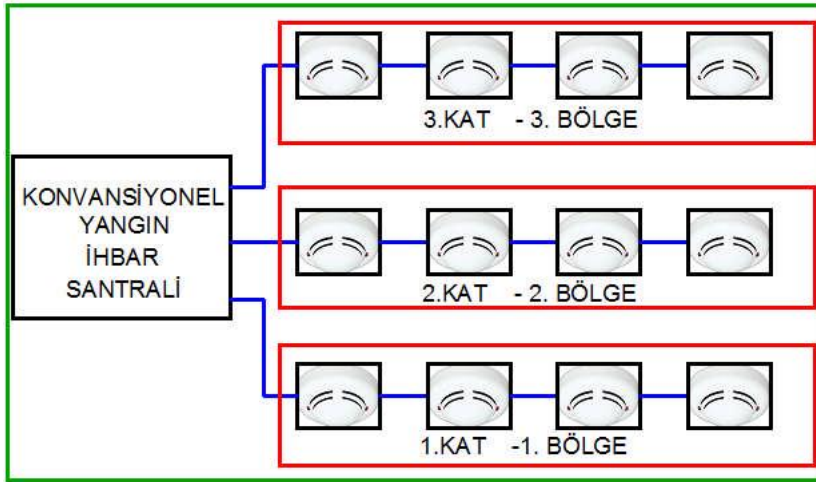 3.KAT - 3. BÖLGE
KONVANSİYONEL
YANGIN
İHBAR
SANTRALİ
2.KAT - 2. BÖLGE
1.KAT -1. BÖLGE